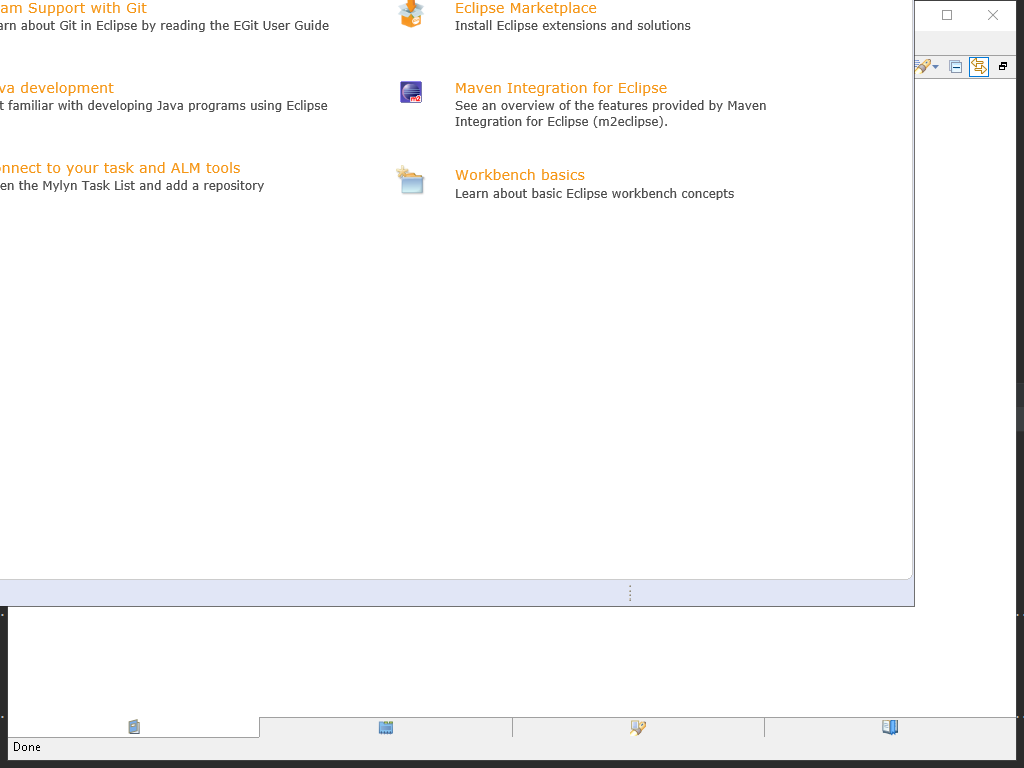 am Support with Git
arn about Git in Eclipse by reading the EGit User Guide
Eclipse Marketplace
Install Eclipse extensions and solutions
va development
t familiar with developing Java programs using Eclipse
Maven Integration for Eclipse
See an overview of the features provided by Maven
Integration for Eclipse (m2eclipse).
nnect to your task and ALM tools
en the Mylyn Task List and add a repository
Workbench basics
Learn about basic Eclipse workbench concepts
Done